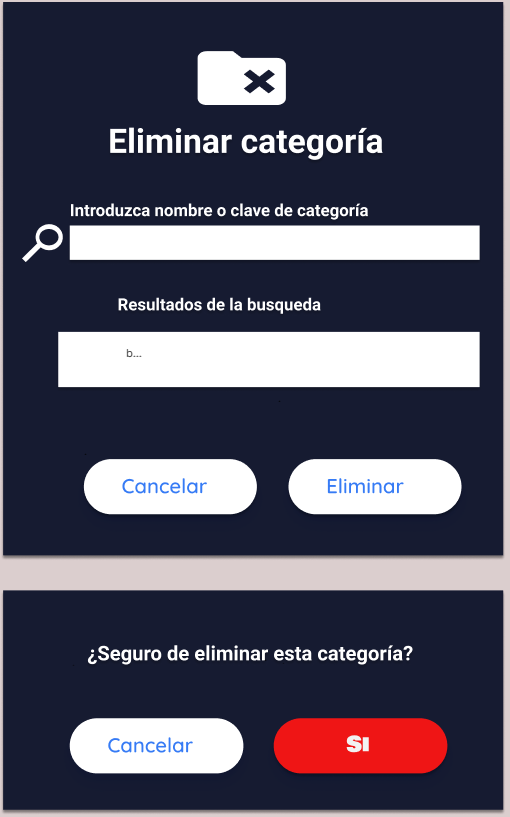 Eliminar categoría
Introduzca nombre o clave de categoría
Resultados de la busqueda
b...
Cancelar
Eliminar
¿Seguro de eliminar esta categoría?
Cancelar
SI